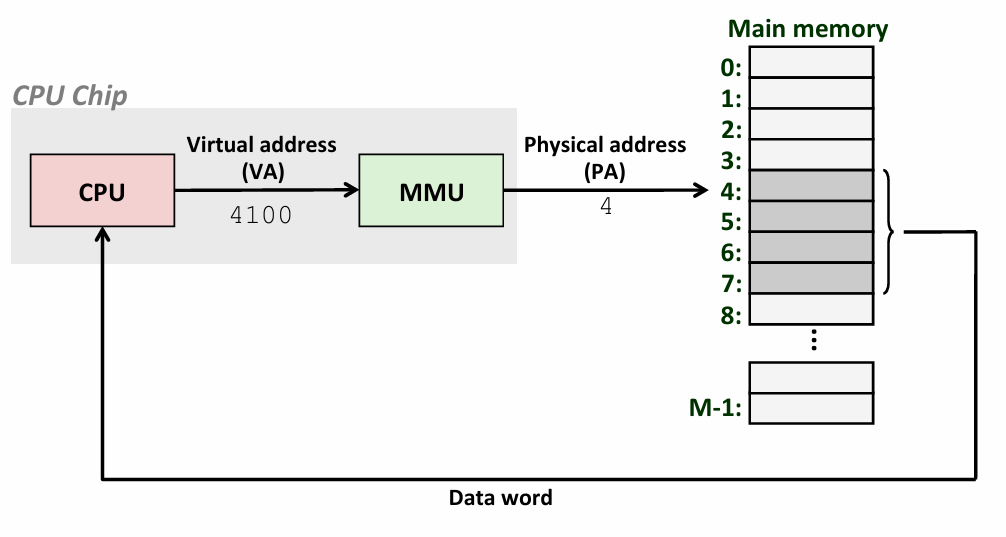 Main memory
0:
CPU Chip
1:
Virtual address
(VA)
Physical address
(PA)
2:
3:
CPU
MMU
4:
4100
4
5:
6:
7:
8:
⋮
M-1:
Data word